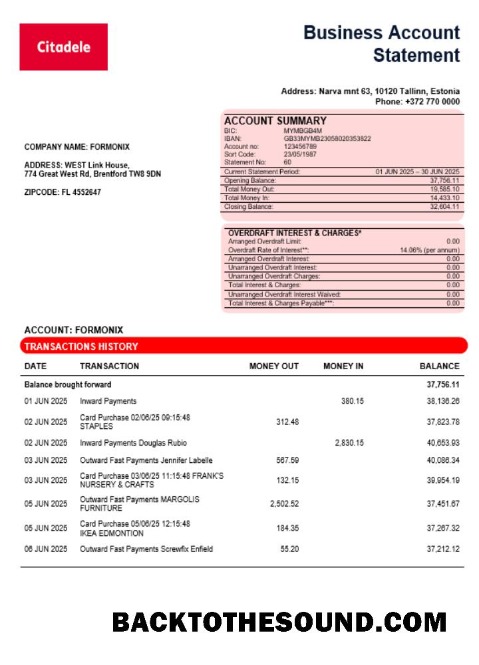 Citadele
Business Account
Statement
Address: Narva mnt 63, 10120 Tallinn, Estonia
Phone: +372 770 0000
ACCOUNT SUMMARY
BIC: MYMBGB4M
IBAN: GB33MYMB23058020353822
Account no: 123456789
Sort Code: 23/05/1987
Statement No: 60
Current Statement Period: 01 JUN 2025 – 30 JUN 2025
Opening Balance: 37,756.11
Total Money Out: 19,585.10
Total Money In: 14,433.10
Closing Balance: 32,604.11
COMPANY NAME: FORMONIX
ADDRESS: WEST Link House,
774 Great West Rd, Brentford TW8 9DN
ZIPCODE: FL 4552647
OVERDRAFT INTEREST & CHARGES*
Arranged Overdraft Limit: 0.00
Overdraft Rate of Interest**: 14.06% (per annum)
Arranged Overdraft Interest: 0.00
Unarranged Overdraft Interest: 0.00
Unarranged Overdraft Charges: 0.00
Total Interest & Charges: 0.00
Unarranged Overdraft Interest Waived: 0.00
Total Interest & Charges Payable***: 0.00
ACCOUNT: FORMONIX
TRANSACTIONS HISTORY
DATE TRANSACTION MONEY OUT MONEY IN BALANCE
Balance brought forward 37,756.11
01 JUN 2025 Inward Payments 380.15 38,136.26
02 JUN 2025 Card Purchase 02/06/25 09:15:48 312.48 37,823.78
STAPLES
02 JUN 2025 Inward Payments Douglas Rubio 2,830.15 40,653.93
03 JUN 2025 Outward Fast Payments Jennifer Labelle 567.59 40,086.34
03 JUN 2025 Card Purchase 03/06/25 11:15:48 FRANK'S 132.15 39,954.19
NURSERY & CRAFTS
05 JUN 2025 Outward Fast Payments MARGOLIS 2,502.52 37,451.67
FURNITURE
05 JUN 2025 Card Purchase 05/06/25 12:15:48 184.35 37,267.32
IKEA EDMONTION
06 JUN 2025 Outward Fast Payments Screwfix Enfield 55.20 37,212.12
BACKTOTHESOUND.COM